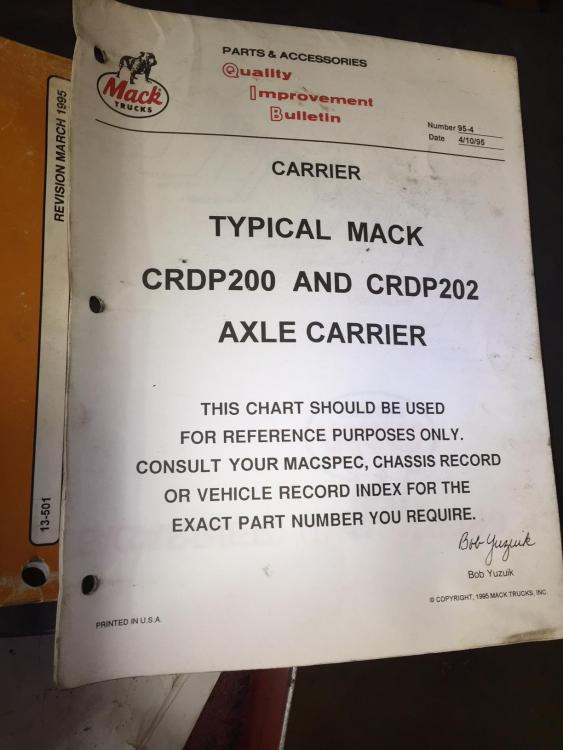 REVISION MARCH 1995
13-501
Mack
TRUCKS
PARTS & ACCESSORIES
Quality
Improvement
Bulletin
Number 95-4
Date 4/10/95
CARRIER
TYPICAL MACK
CRDP200 AND CRDP202
AXLE CARRIER
THIS CHART SHOULD BE USED
FOR REFERENCE PURPOSES ONLY.
CONSULT YOUR MACSPEC, CHASSIS RECORD
OR VEHICLE RECORD INDEX FOR THE
EXACT PART NUMBER YOU REQUIRE.
Bob Yuzuik
Bob Yuzuik
© COPYRIGHT, 1995 MACK TRUCKS, INC.
PRINTED IN U.S.A.